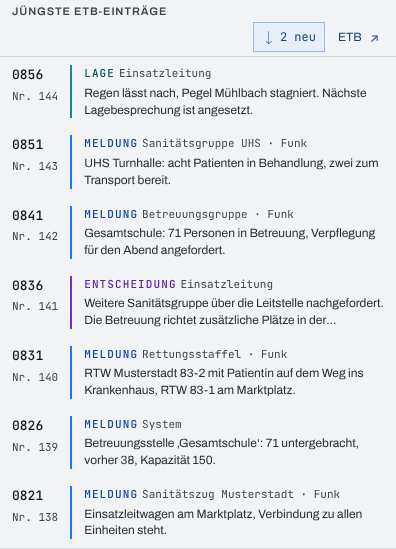 JÜNGSTE ETB-EINTRÄGE
↓ 2 neu ETB ↗
0856 LAGE Einsatzleitung
Nr. 144 Regen lässt nach, Pegel Mühlbach stagniert. Nächste
Lagebesprechung ist angesetzt.
0851 MELDUNG Sanitätsgruppe UHS · Funk
Nr. 143 UHS Turnhalle: acht Patienten in Behandlung, zwei zum
Transport bereit.
0841 MELDUNG Betreuungsgruppe · Funk
Nr. 142 Gesamtschule: 71 Personen in Betreuung, Verpflegung
für den Abend angefordert.
0836 ENTSCHEIDUNG Einsatzleitung
Nr. 141 Weitere Sanitätsgruppe über die Leitstelle nachgefordert.
Die Betreuung richtet zusätzliche Plätze in der…
0831 MELDUNG Rettungsstaffel · Funk
Nr. 140 RTW Musterstadt 83-2 mit Patientin auf dem Weg ins
Krankenhaus, RTW 83-1 am Marktplatz.
0826 MELDUNG System
Nr. 139 Betreuungsstelle ‚Gesamtschule‘: 71 untergebracht,
vorher 38, Kapazität 150.
0821 MELDUNG Sanitätszug Musterstadt · Funk
Nr. 138 Einsatzleitwagen am Marktplatz, Verbindung zu allen
Einheiten steht.